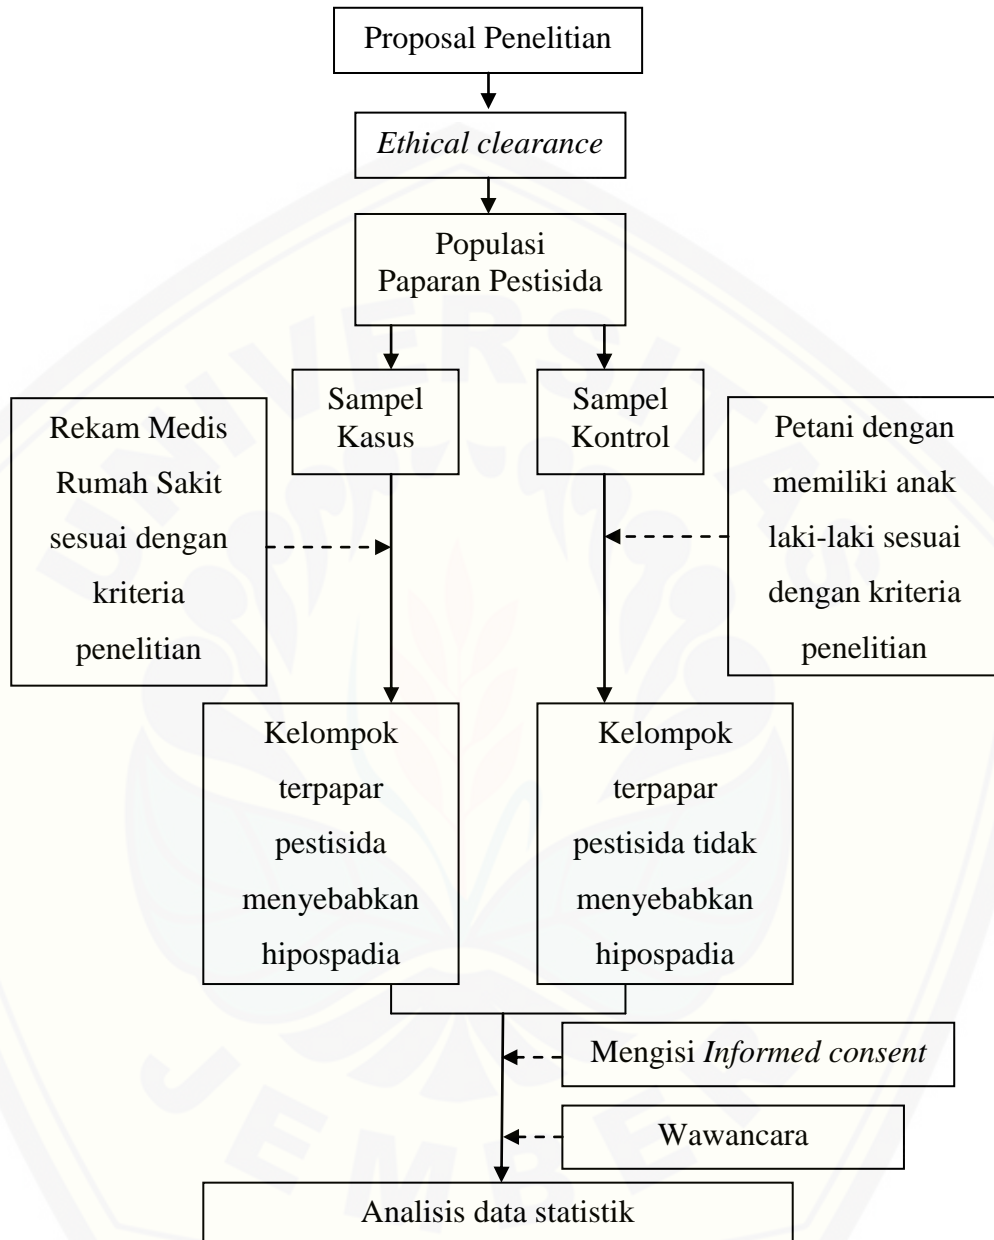 Proposal Penelitian
Ethical clearance
Populasi
Paparan Pestisida
Sampel
Kasus
Sampel
Kontrol
Rekam Medis
Rumah Sakit
sesuai dengan
kriteria
penelitian
Petani dengan
memiliki anak
laki-laki sesuai
dengan kriteria
penelitian
Kelompok
terpapar
pestisida
menyebabkan
hipospadia
Kelompok
terpapar
pestisida tidak
menyebabkan
hipospadia
Mengisi Informed consent
Wawancara
Analisis data statistik
UNIVERSITAS
JEMBER